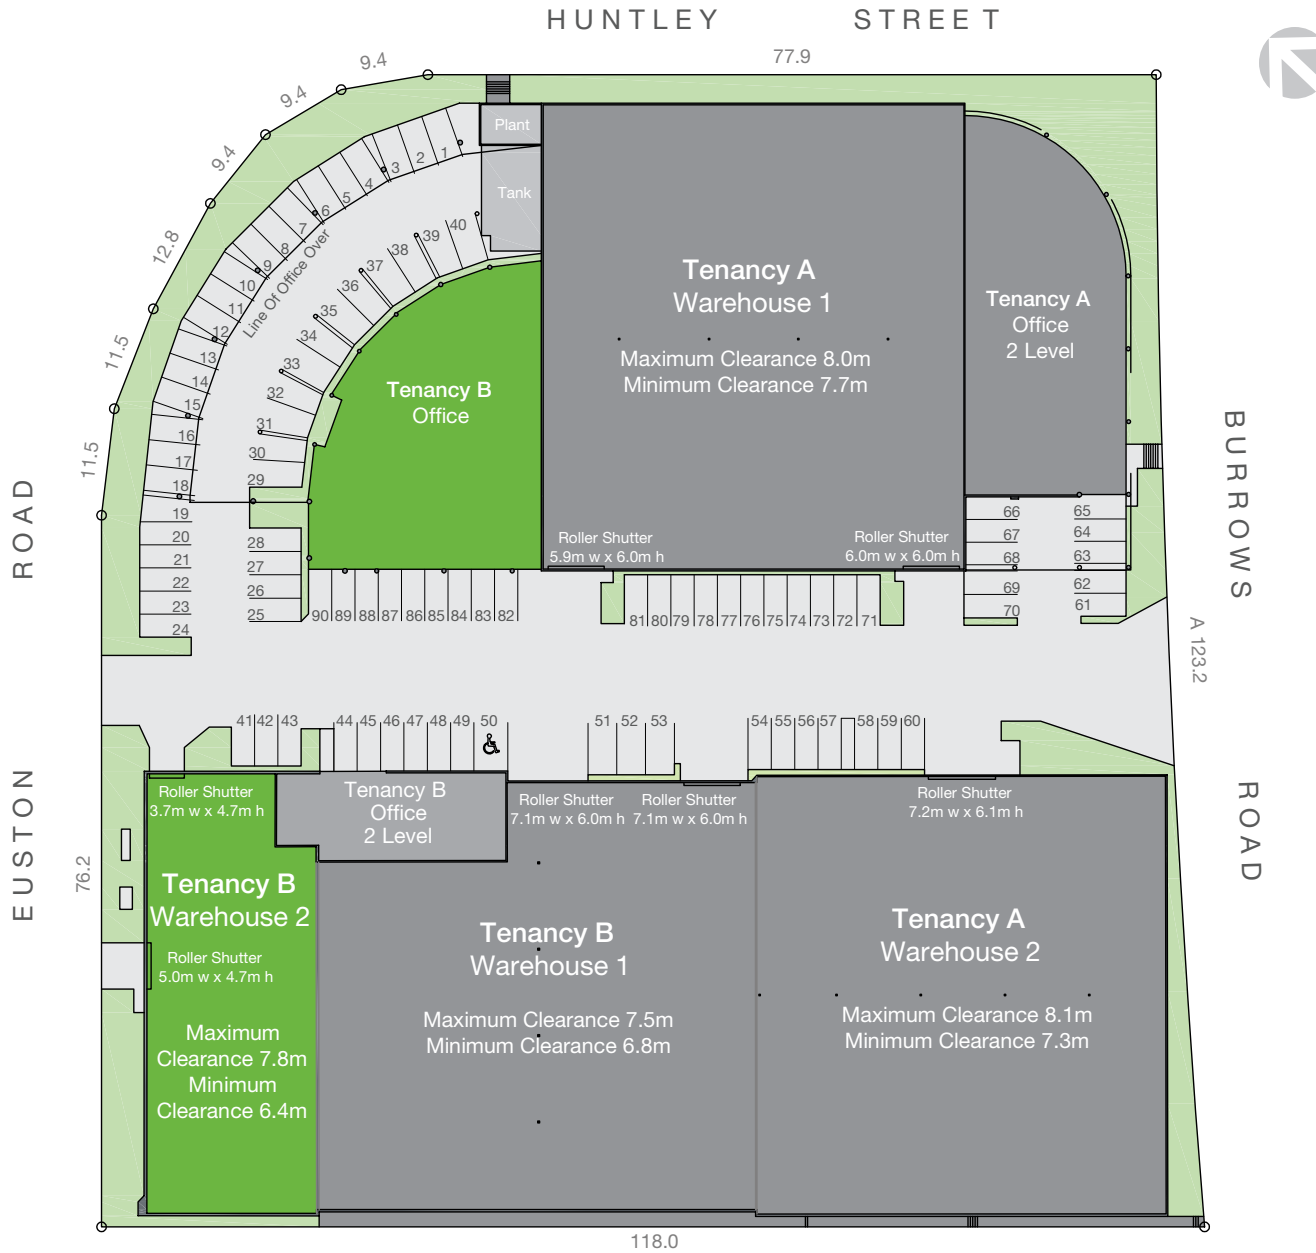 HUNTLEY STREET
77.9
9.4
9.4
9.4
12.8
11.5
11.5
EUSTON ROAD
76.2
118.0
BURROWS ROAD
A 123.2
Plant
Tank
Line Of Office Over
1
2
3
4
5
6
7
8
9
10
11
12
13
14
15
16
17
18
19
20
21
22
23
24
40
39
38
37
36
35
34
33
32
31
30
29
28
27
26
25
Tenancy B
Office
Tenancy A
Warehouse 1
Maximum Clearance 8.0m
Minimum Clearance 7.7m
Roller Shutter
5.9m w x 6.0m h
Roller Shutter
6.0m w x 6.0m h
Tenancy A
Office
2 Level
66 65
67 64
68 63
69 62
70 61
90 89 88 87 86 85 84 83 82
81 80 79 78 77 76 75 74 73 72 71
41 42 43 44 45 46 47 48 49 50
51 52 53
54 55 56 57 58 59 60
Roller Shutter
3.7m w x 4.7m h
Tenancy B
Warehouse 2
Roller Shutter
5.0m w x 4.7m h
Maximum
Clearance 7.8m
Minimum
Clearance 6.4m
Tenancy B
Office
2 Level
Roller Shutter
7.1m w x 6.0m h
Roller Shutter
7.1m w x 6.0m h
Tenancy B
Warehouse 1
Maximum Clearance 7.5m
Minimum Clearance 6.8m
Roller Shutter
7.2m w x 6.1m h
Tenancy A
Warehouse 2
Maximum Clearance 8.1m
Minimum Clearance 7.3m